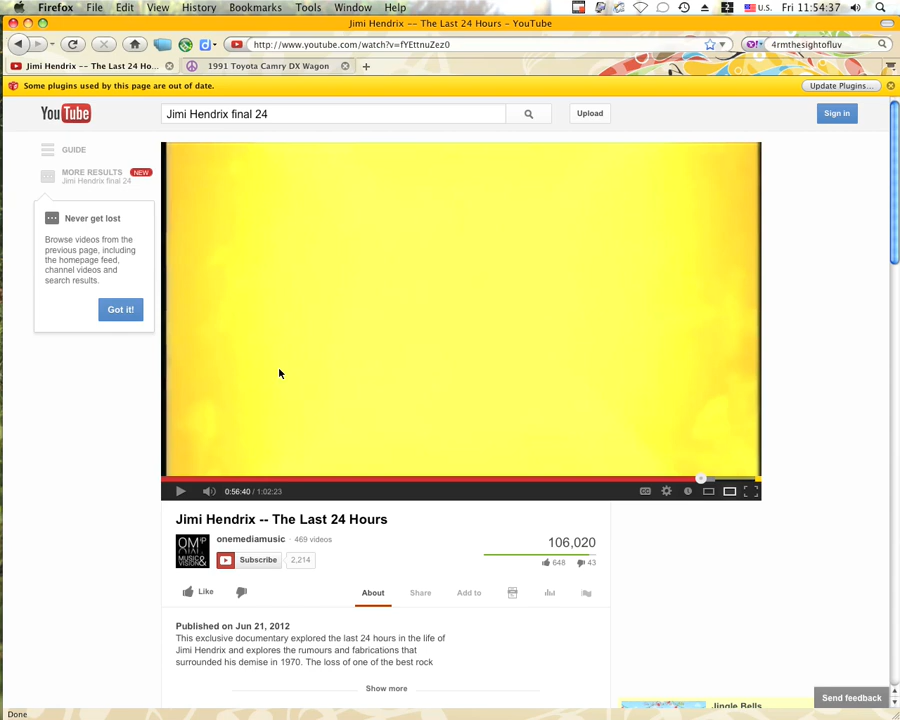 Firefox File Edit View History Bookmarks Tools Window Help 2 U.S. Fri 11:54:37
Jimi Hendrix -- The Last 24 Hours - YouTube
http://www.youtube.com/watch?v=fYEttnuZez0 4rmthesightofluv
Jimi Hendrix -- The Last 24 Ho... 1991 Toyota Camry DX Wagon
Some plugins used by this page are out of date. Update Plugins...
YouTube Jimi Hendrix final 24 Upload Sign in
GUIDE
MORE RESULTS NEW
Jimi Hendrix final 24
Never get lost
Browse videos from the
previous page, including
the homepage feed,
channel videos and
search results.
Got it!
0:56:40 / 1:02:23 CC
Jimi Hendrix -- The Last 24 Hours
onemediamusic · 469 videos
Subscribe 2,214
106,020
648 43
Like About Share Add to
Published on Jun 21, 2012
This exclusive documentary explored the last 24 hours in the life of
Jimi Hendrix and explores the rumours and fabrications that
surrounded his demise in 1970. The loss of one of the best rock
Show more
Send feedback
Jingle Bells
Done